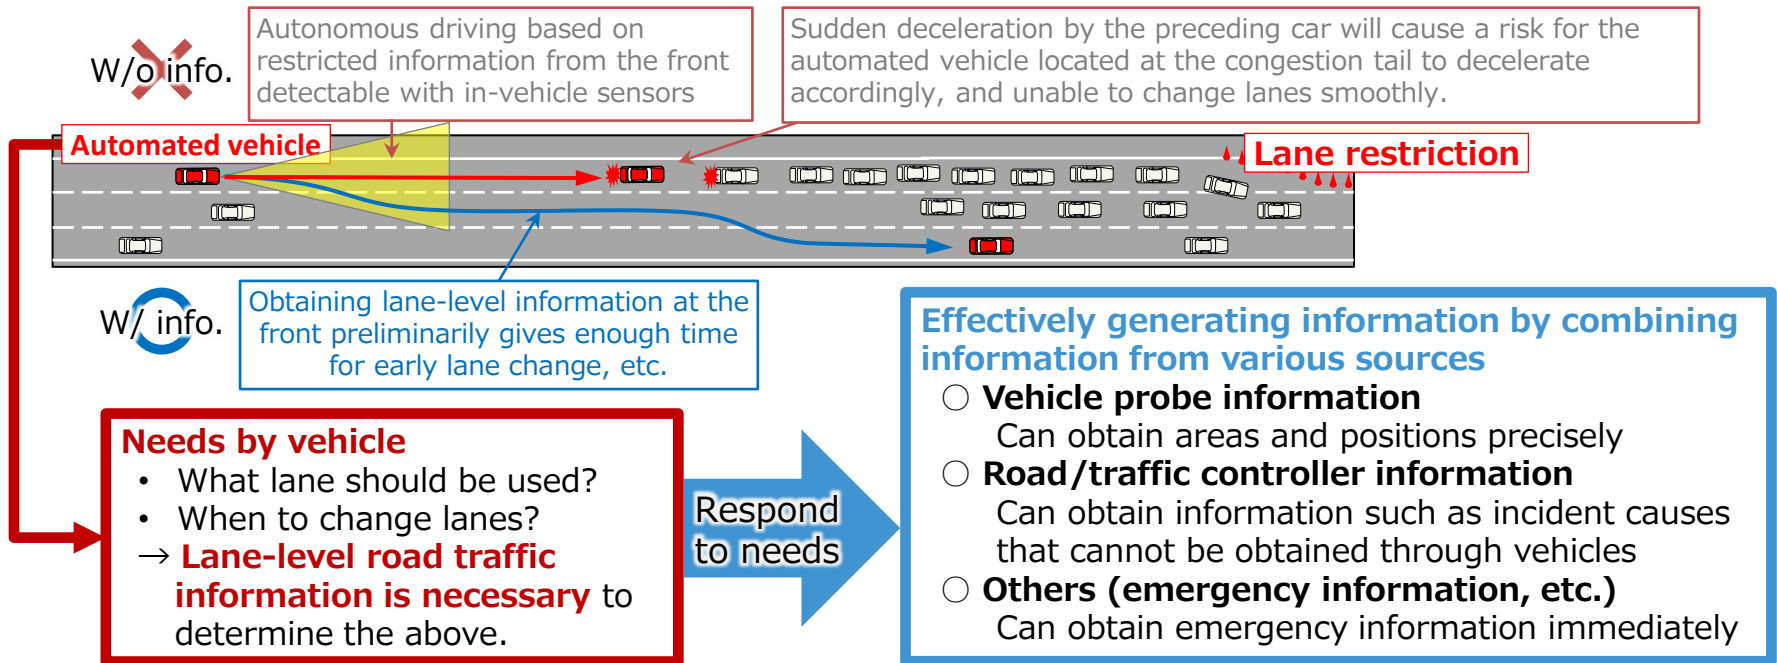 W/o info.
Autonomous driving based on
restricted information from the front
detectable with in-vehicle sensors
Sudden deceleration by the preceding car will cause a risk for the
automated vehicle located at the congestion tail to decelerate
accordingly, and unable to change lanes smoothly.
Automated vehicle
Lane restriction
W/ info.
Obtaining lane-level information at the
front preliminarily gives enough time
for early lane change, etc.
Needs by vehicle
• What lane should be used?
• When to change lanes?
→ Lane-level road traffic
information is necessary to
determine the above.
Respond
to needs
Effectively generating information by combining
information from various sources
○ Vehicle probe information
Can obtain areas and positions precisely
○ Road/traffic controller information
Can obtain information such as incident causes
that cannot be obtained through vehicles
○ Others (emergency information, etc.)
Can obtain emergency information immediately